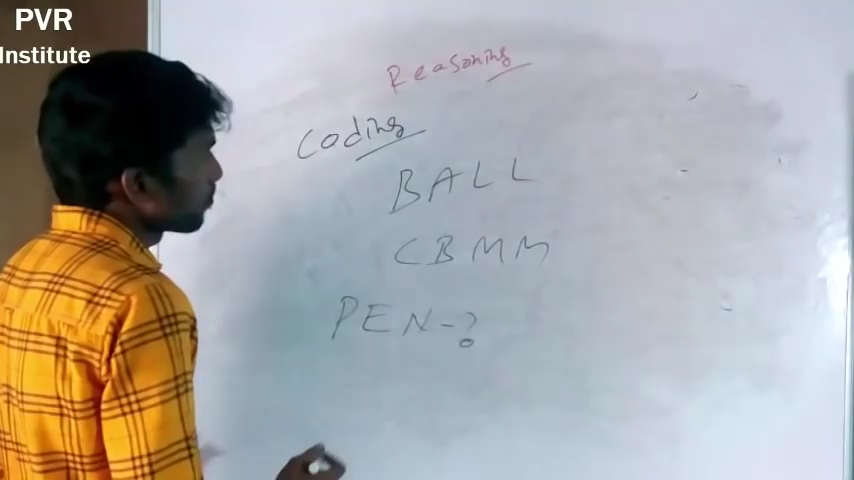 PVR
Institute
Reasoning
Coding
BALL
CBMM
PEN-?